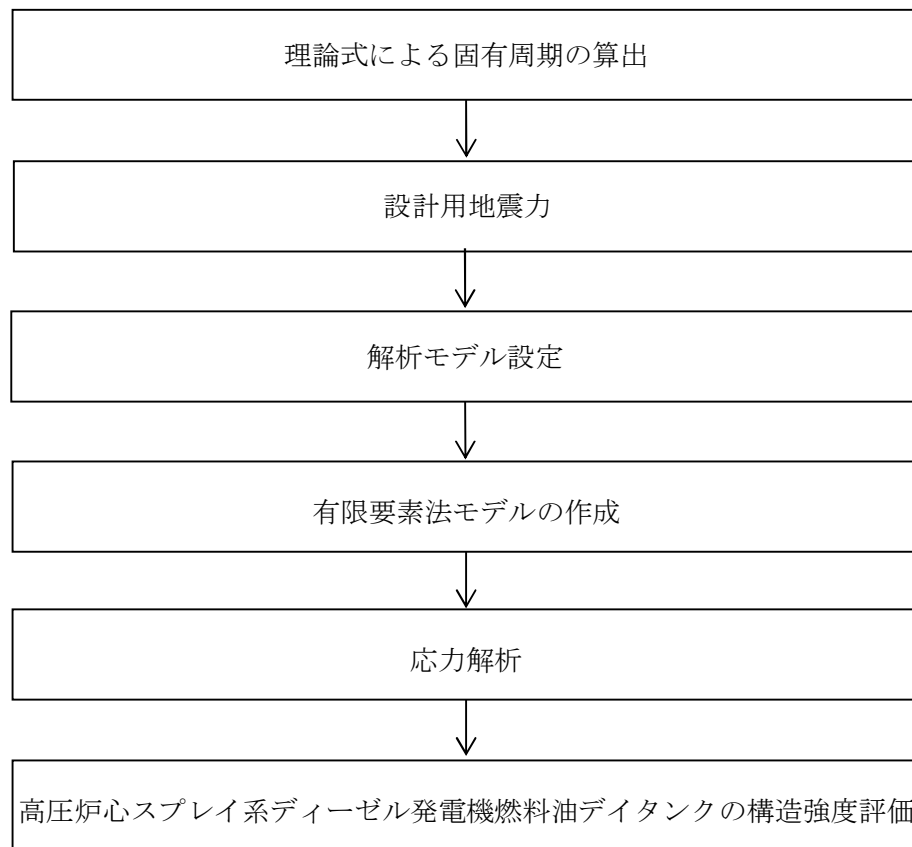 理論式による固有周期の算出
設計用地震力
解析モデル設定
有限要素法モデルの作成
応力解析
高圧炉心スプレイ系ディーゼル発電機燃料油デイタンクの構造強度評価